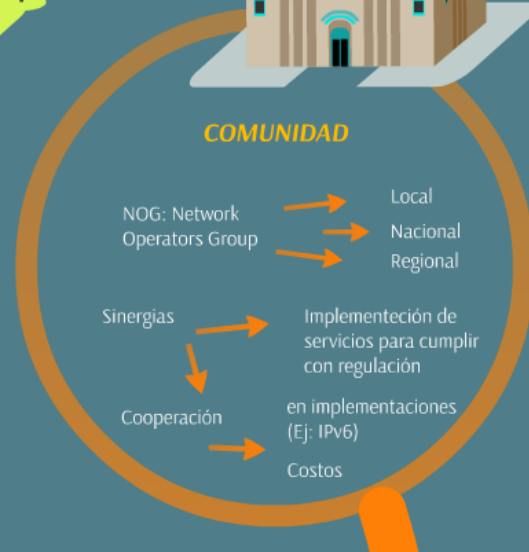 COMUNIDAD
NOG: Network
Operators Group
Local
Nacional
Regional
Sinergias
Implementeción de
servicios para cumplir
con regulación
Cooperación
en implementaciones
(Ej: IPv6)
Costos